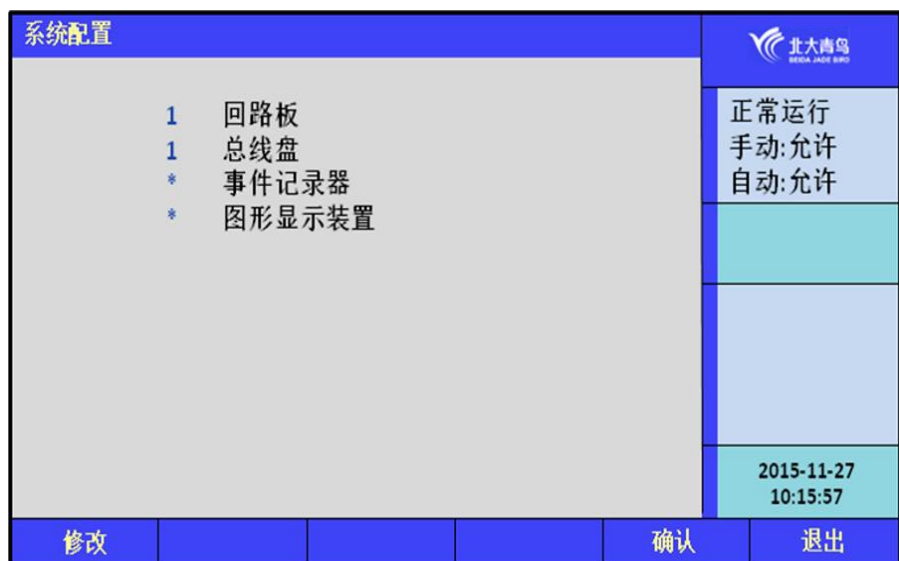 系统配置
北大青鸟
BEIDA JADE BIRD
1 回路板
1 总线盘
* 事件记录器
* 图形显示装置
正常运行
手动:允许
自动:允许
2015-11-27
10:15:57
修改 确认 退出